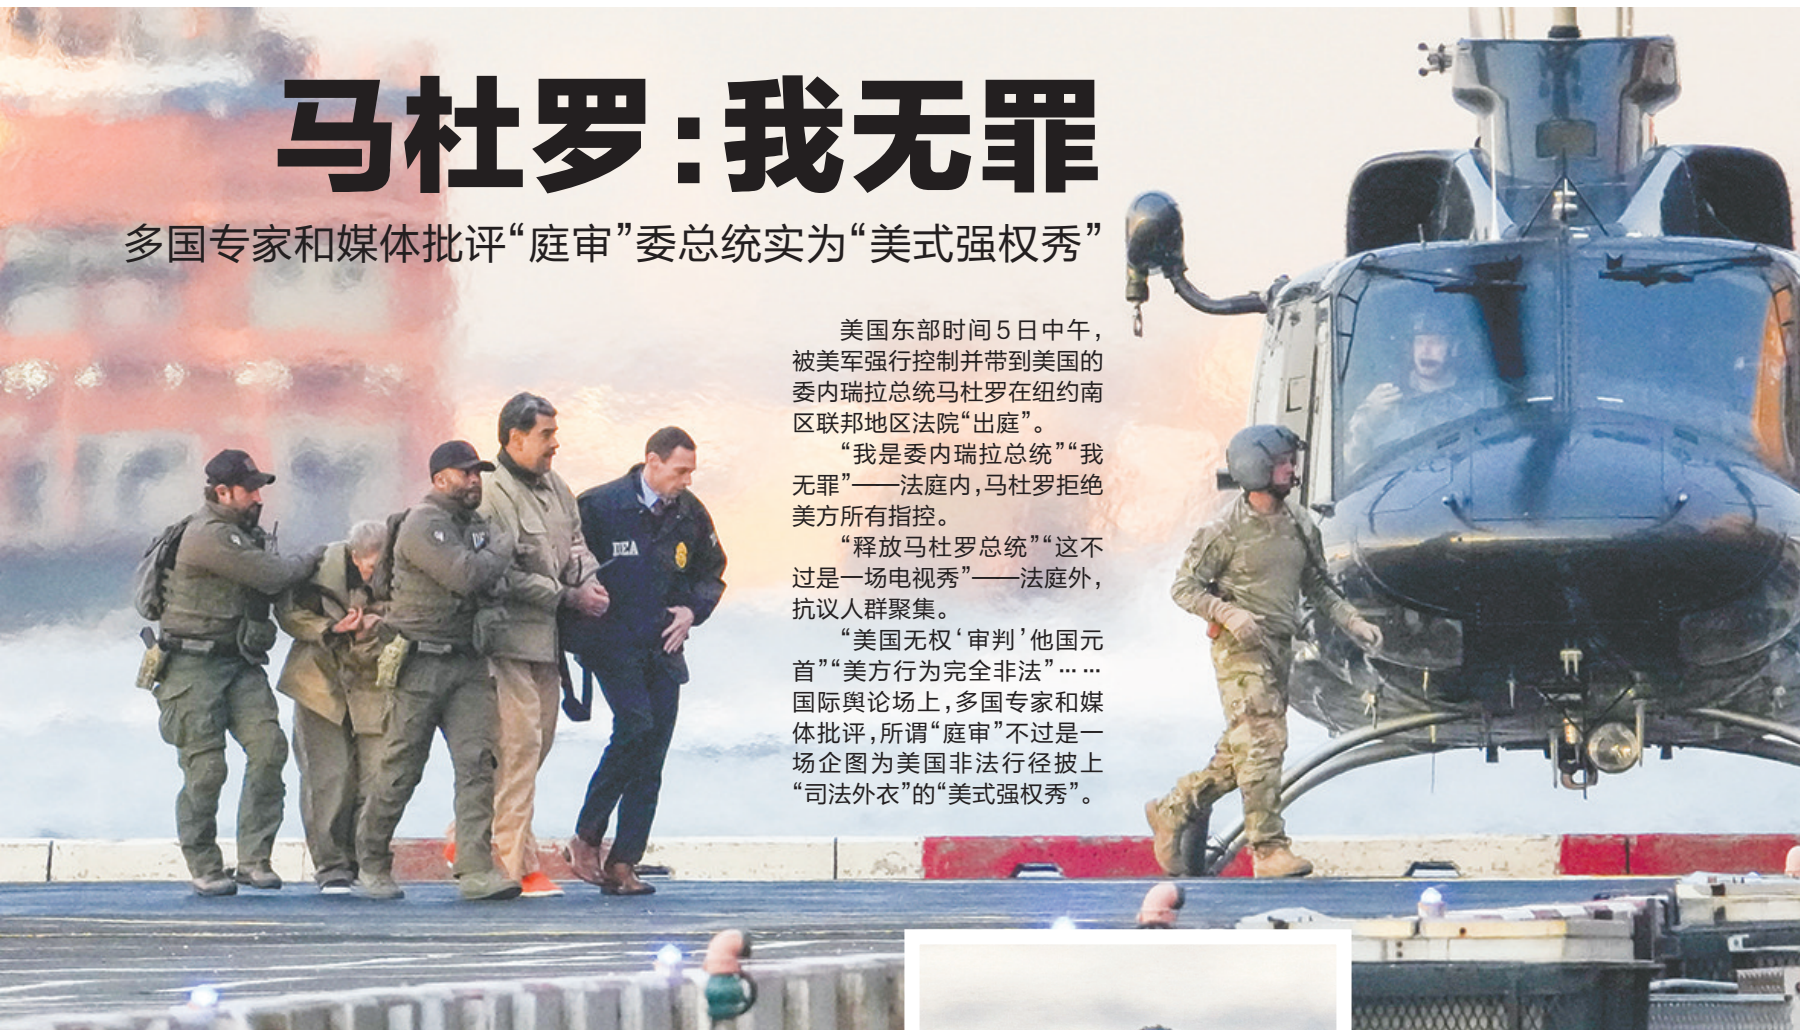 马杜罗：我无罪
多国专家和媒体批评“庭审”委总统实为“美式强权秀”
美国东部时间5日中午，
被美军强行控制并带到美国的
委内瑞拉总统马杜罗在纽约南
区联邦地区法院“出庭”。
“我是委内瑞拉总统”“我
无罪”——法庭内，马杜罗拒绝
美方所有指控。
“释放马杜罗总统”“这不
过是一场电视秀”——法庭外，
抗议人群聚集。
“美国无权‘审判’他国元
首”“美方行为完全非法”……
国际舆论场上，多国专家和媒
体批评，所谓“庭审”不过是一
场企图为美国非法行径披上
“司法外衣”的“美式强权秀”。
DEA